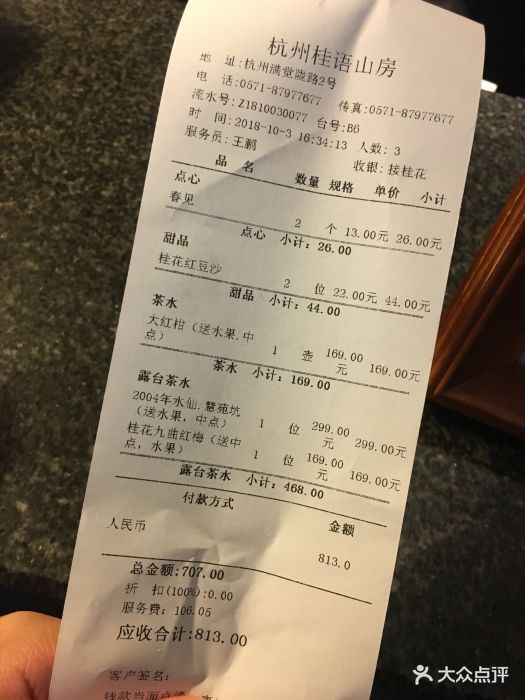 杭州桂语山房
地 址:杭州满觉陇路2号
电 话:0571-87977677 传真:0571-87977677
流水号:Z1810030077 台号:B6
时 间:2018-10-3 16:34:13 人数: 3
服务员:王鹏 收银:接桂花
品 名 数量 规格 单价 小计
点心
春见 2 个 13.00元 26.00元
点心 小计:26.00
甜品
桂花红豆沙 2 位 22.00元 44.00元
甜品 小计:44.00
茶水
大红柑（送水果.中 1 壶 169.00 169.00元
点） 元
茶水 小计:169.00
露台茶水
2004年水仙.慧苑坑 1 位 299.00 299.00元
（送水果，中点） 元
桂花九曲红梅（送中 1 位 169.00 169.00元
点，水果） 元
露台茶水 小计:468.00
付款方式 金额
人民币 813.0
总金额:707.00
折 扣(100%):0.00
服务费: 106.05
应收合计:813.00
客户签名:
钱款当面点清
大众点评